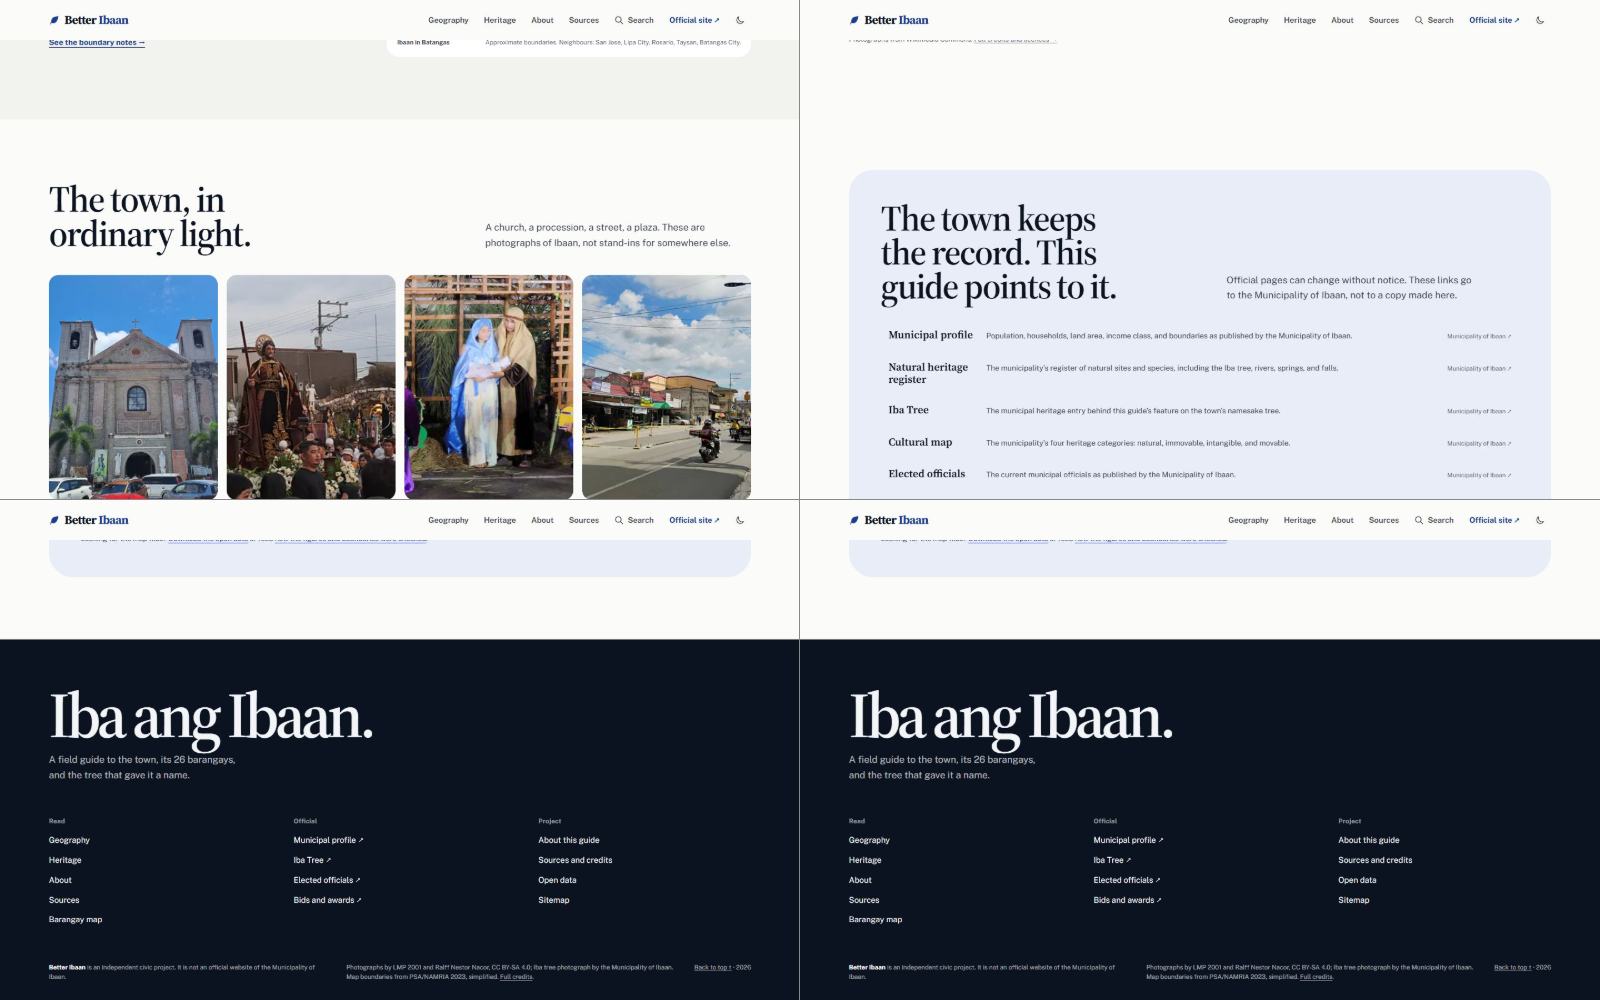 Better Ibaan
Geography Heritage About Sources Search Official site ↗
See the boundary notes →
Ibaan in Batangas
Approximate boundaries. Neighbours: San Jose, Lipa City, Rosario, Taysan, Batangas City.
The town, in
ordinary light.
A church, a procession, a street, a plaza. These are
photographs of Ibaan, not stand-ins for somewhere else.
Better Ibaan
Geography Heritage About Sources Search Official site ↗
The town keeps
the record. This
guide points to it.
Official pages can change without notice. These links go
to the Municipality of Ibaan, not to a copy made here.
Municipal profile
Population, households, land area, income class, and boundaries as published by the Municipality of Ibaan.
Municipality of Ibaan ↗
Natural heritage
register
The municipality's register of natural sites and species, including the Iba tree, rivers, springs, and falls.
Municipality of Ibaan ↗
Iba Tree
The municipal heritage entry behind this guide's feature on the town's namesake tree.
Municipality of Ibaan ↗
Cultural map
The municipality's four heritage categories: natural, immovable, intangible, and movable.
Municipality of Ibaan ↗
Elected officials
The current municipal officials as published by the Municipality of Ibaan.
Municipality of Ibaan ↗
Better Ibaan
Geography Heritage About Sources Search Official site ↗
Iba ang Ibaan.
A field guide to the town, its 26 barangays,
and the tree that gave it a name.
Read
Geography
Heritage
About
Sources
Barangay map
Official
Municipal profile ↗
Iba Tree ↗
Elected officials ↗
Bids and awards ↗
Project
About this guide
Sources and credits
Open data
Sitemap
Better Ibaan is an independent civic project. It is not an official website of the Municipality of
Ibaan.
Photographs by LMP 2001 and Ralff Nestor Nacor, CC BY-SA 4.0; Iba tree photograph by the Municipality of Ibaan.
Map boundaries from PSA/NAMRIA 2023, simplified. Full credits.
Back to top ↑ · 2026
Better Ibaan
Geography Heritage About Sources Search Official site ↗
Iba ang Ibaan.
A field guide to the town, its 26 barangays,
and the tree that gave it a name.
Read
Geography
Heritage
About
Sources
Barangay map
Official
Municipal profile ↗
Iba Tree ↗
Elected officials ↗
Bids and awards ↗
Project
About this guide
Sources and credits
Open data
Sitemap
Better Ibaan is an independent civic project. It is not an official website of the Municipality of
Ibaan.
Photographs by LMP 2001 and Ralff Nestor Nacor, CC BY-SA 4.0; Iba tree photograph by the Municipality of Ibaan.
Map boundaries from PSA/NAMRIA 2023, simplified. Full credits.
Back to top ↑ · 2026